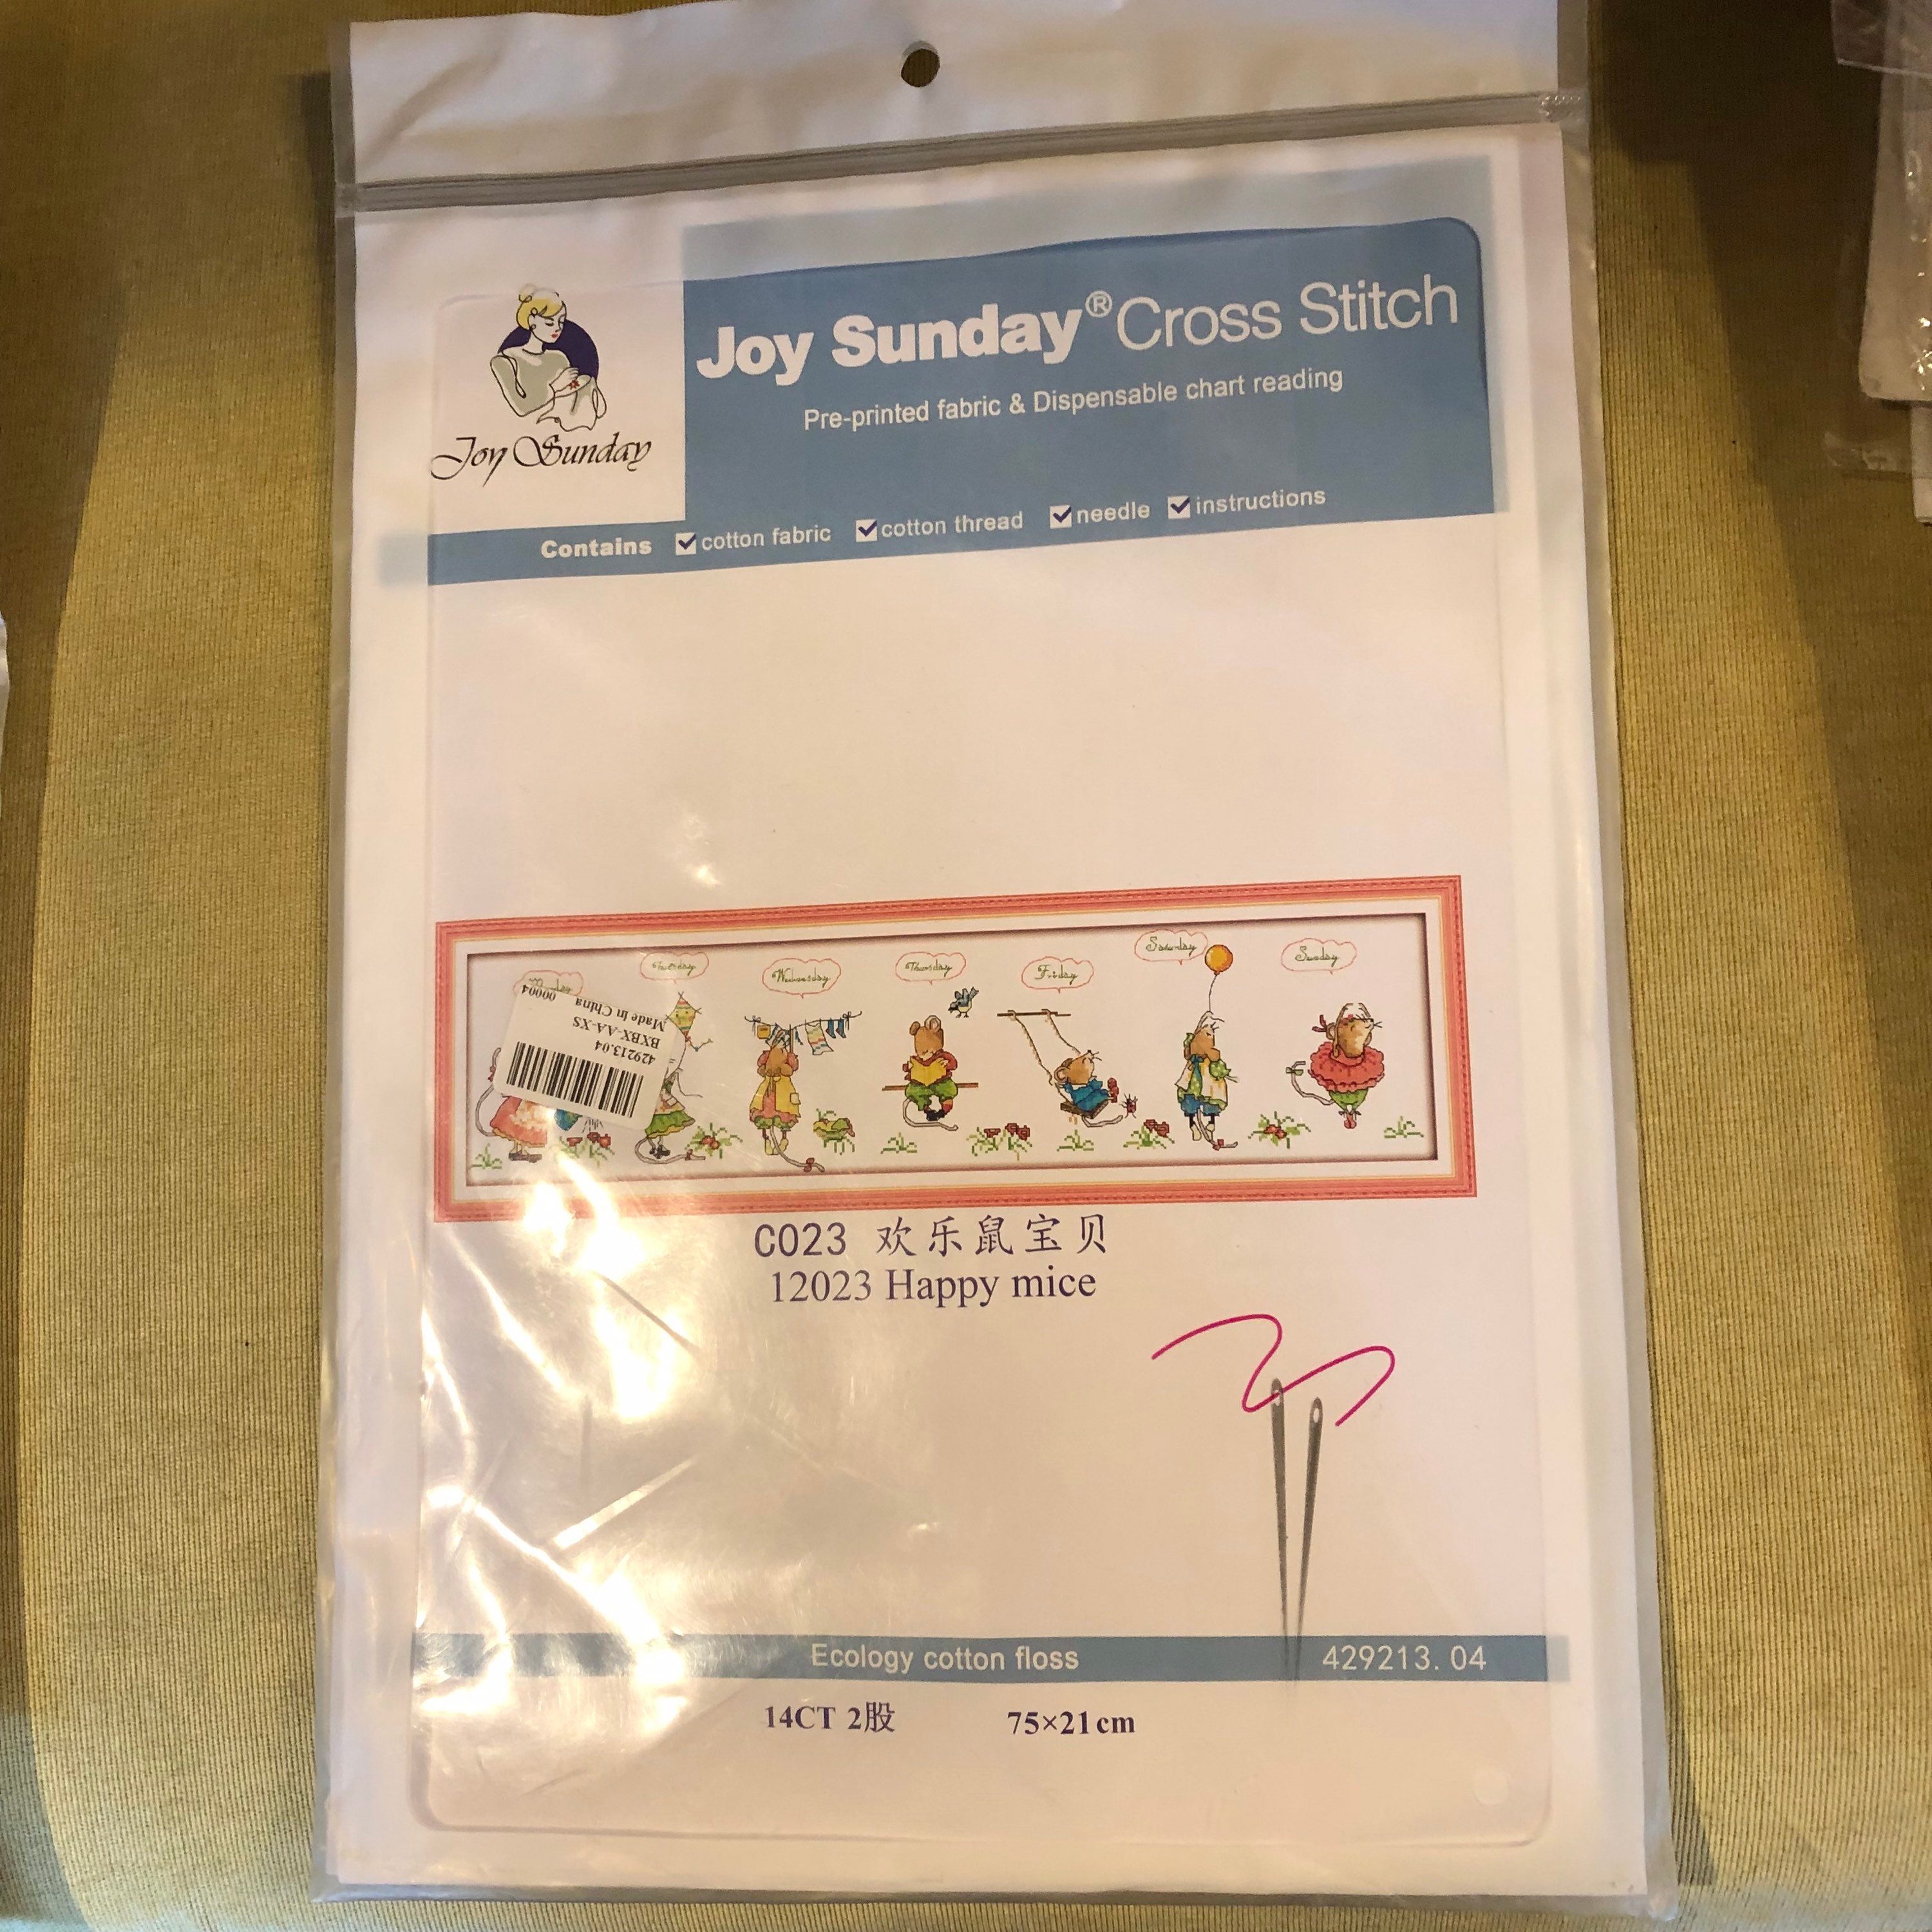 Joy Sunday
Joy Sunday® Cross Stitch
Pre-printed fabric & Dispensable chart reading
Contains cotton fabric cotton thread needle instructions
Tuesday
Wednesday
Thursday
Friday
Saturday
Sunday
429213.04
BXBX-AA-XS
Made in China 00004
C023 欢乐鼠宝贝
12023 Happy mice
Ecology cotton floss 429213.04
14CT 2股 75×21cm